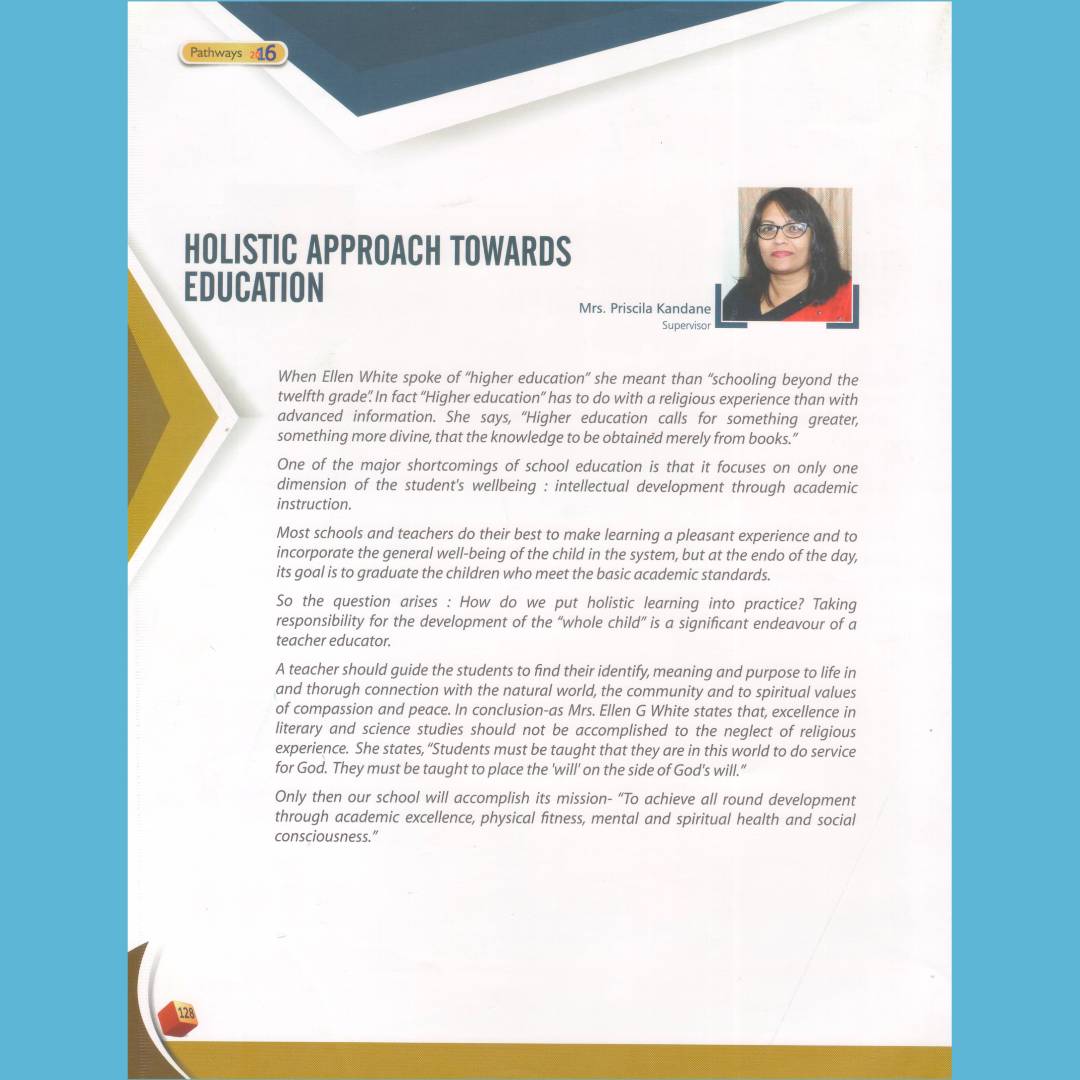 Pathways 2016
HOLISTIC APPROACH TOWARDS
EDUCATION
Mrs. Priscila Kandane
Supervisor
When Ellen White spoke of “higher education” she meant than “schooling beyond the
twelfth grade”. In fact “Higher education” has to do with a religious experience than with
advanced information. She says, “Higher education calls for something greater,
something more divine, that the knowledge to be obtained merely from books.”
One of the major shortcomings of school education is that it focuses on only one
dimension of the student's wellbeing : intellectual development through academic
instruction.
Most schools and teachers do their best to make learning a pleasant experience and to
incorporate the general well-being of the child in the system, but at the endo of the day,
its goal is to graduate the children who meet the basic academic standards.
So the question arises : How do we put holistic learning into practice? Taking
responsibility for the development of the “whole child” is a significant endeavour of a
teacher educator.
A teacher should guide the students to find their identify, meaning and purpose to life in
and thorugh connection with the natural world, the community and to spiritual values
of compassion and peace. In conclusion-as Mrs. Ellen G White states that, excellence in
literary and science studies should not be accomplished to the neglect of religious
experience. She states, “Students must be taught that they are in this world to do service
for God. They must be taught to place the 'will' on the side of God's will.”
Only then our school will accomplish its mission- “To achieve all round development
through academic excellence, physical fitness, mental and spiritual health and social
consciousness.”
128